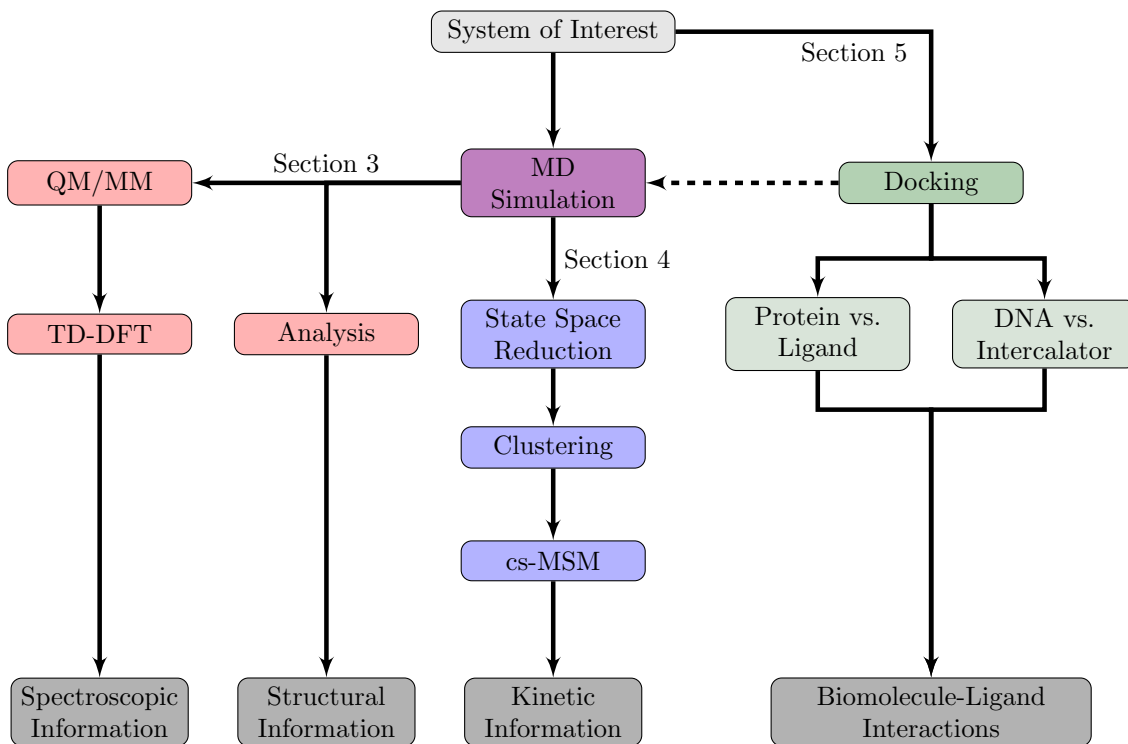 System of Interest
Section 5
Section 3
QM/MM
MD
Simulation
Docking
Section 4
TD-DFT
Analysis
State Space
Reduction
Protein vs.
Ligand
DNA vs.
Intercalator
Clustering
cs-MSM
Spectroscopic
Information
Structural
Information
Kinetic
Information
Biomolecule-Ligand
Interactions